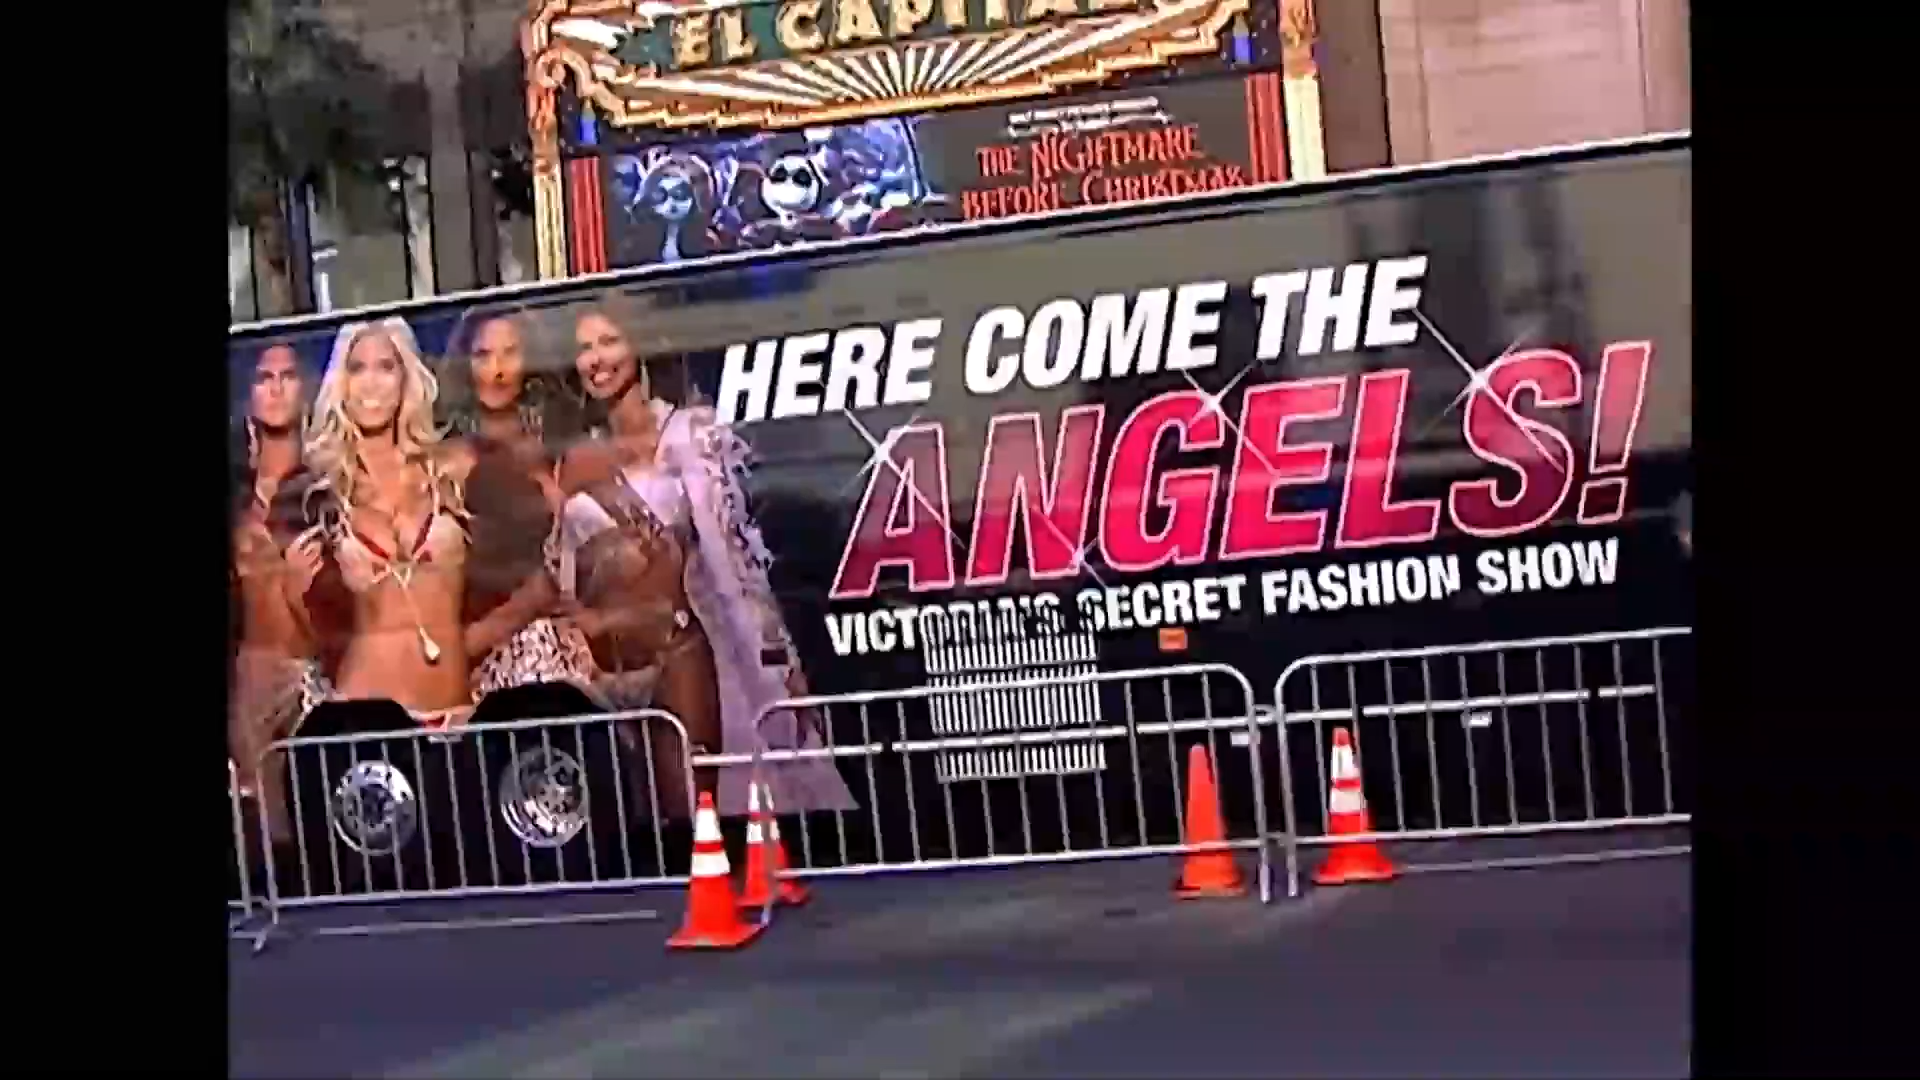 EL CAPITAN
THE NIGHTMARE
BEFORE CHRISTMAS
HERE COME THE
ANGELS!
VICTORIA'S SECRET FASHION SHOW